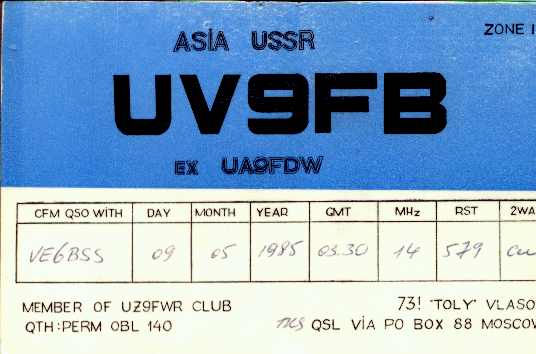 ASIA USSR
ZONE
UV9FB
EX UA9FDW
CFM QSO WITH DAY MONTH YEAR GMT MHz RST 2WA
VE6BSS 09 05 1985 03.30 14 579
MEMBER OF UZ9FWR CLUB
73! "TOLY" VLASO
QTH: PERM OBL 140
QSL VIA PO BOX 88 MOSCOW